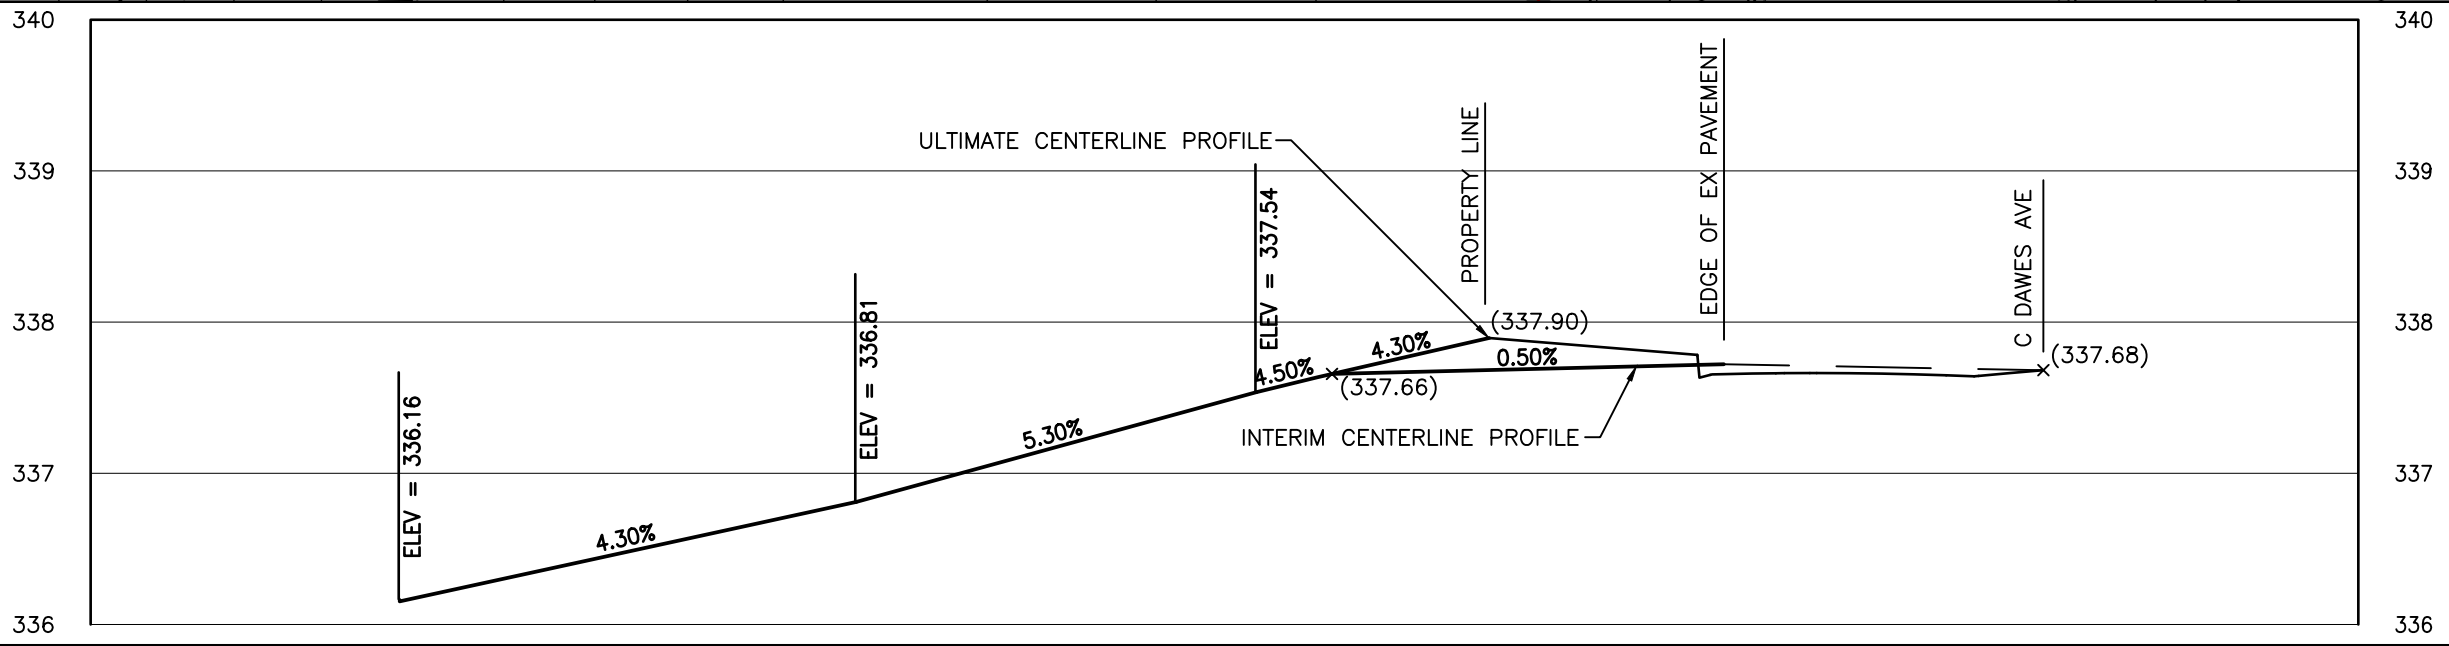 340
340
EDGE OF EX PAVEMENT
PROPERTY LINE
ULTIMATE CENTERLINE PROFILE
339
339
ELEV = 337.54
C DAWES AVE
338
338
(337.90)
ELEV = 336.81
4.30%
0.50%
(337.68)
4.50%
(337.66)
ELEV = 336.16
5.30%
INTERIM CENTERLINE PROFILE
337
337
4.30%
336
336